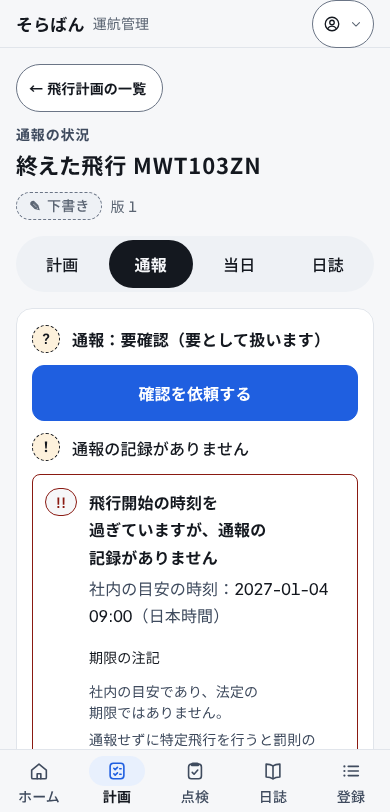 そらばん 運航管理
← 飛行計画の一覧
通報の状況
終えた飛行 MWT103ZN
✎ 下書き 版 1
計画 通報 当日 日誌
? 通報：要確認（要として扱います）
確認を依頼する
! 通報の記録がありません
!! 飛行開始の時刻を
過ぎていますが、通報の
記録がありません
社内の目安の時刻：2027-01-04
09:00（日本時間）
期限の注記
社内の目安であり、法定の
期限ではありません。
通報せずに特定飛行を行うと罰則の
ホーム 計画 点検 日誌 登録